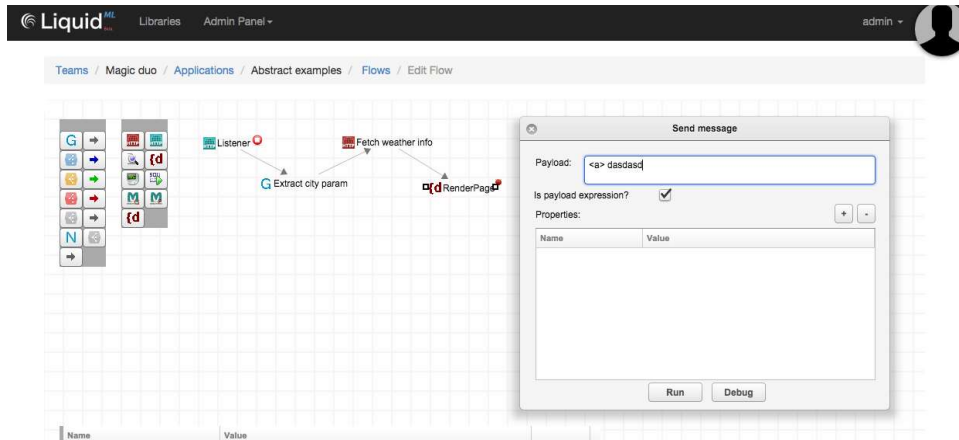 Liquid ML
Libraries
Admin Panel
admin
Teams / Magic duo / Applications / Abstract examples / Flows / Edit Flow
G
{d
SQL
M M
{d
N
Listener
Fetch weather info
G Extract city param
{d RenderPage
Send message
Payload:
<a> dasdasd
Is payload expression?
Properties:
+ -
Name Value
Run Debug
Name Value